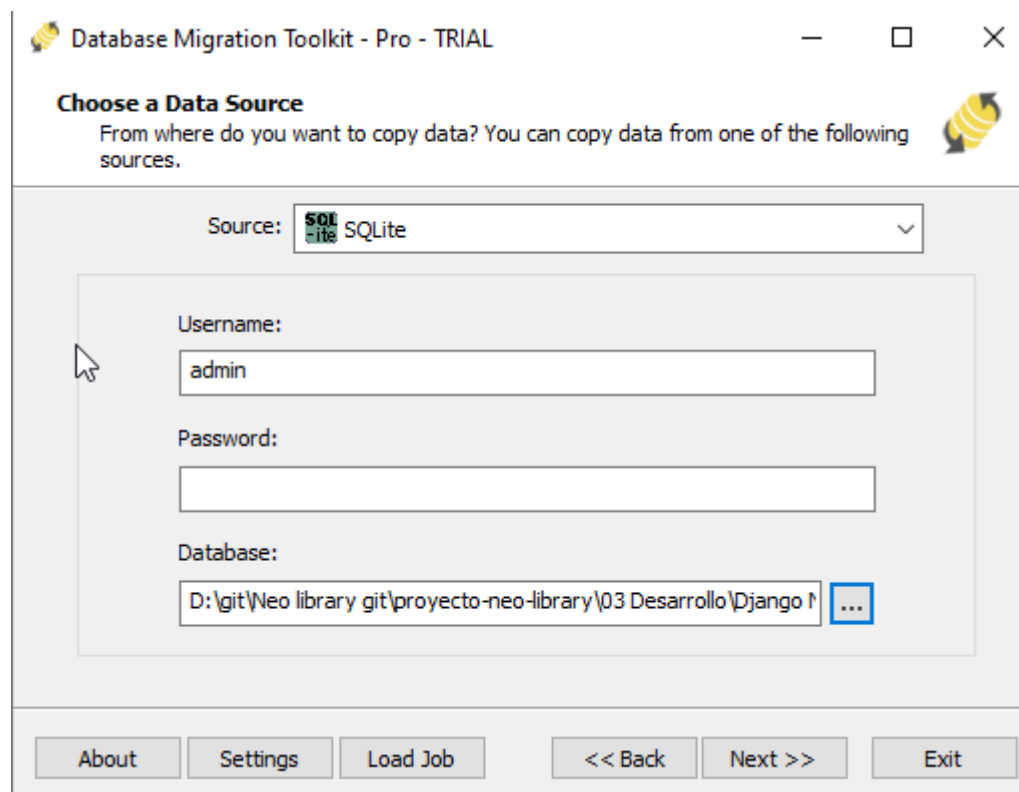 Database Migration Toolkit - Pro - TRIAL
Choose a Data Source
From where do you want to copy data? You can copy data from one of the following
sources.
Source:
SQL
-ite
SQLite
Username:
admin
Password:
Database:
D:\git\Neo library git\proyecto-neo-library\03 Desarrollo\Django
...
About
Settings
Load Job
<< Back
Next >>
Exit